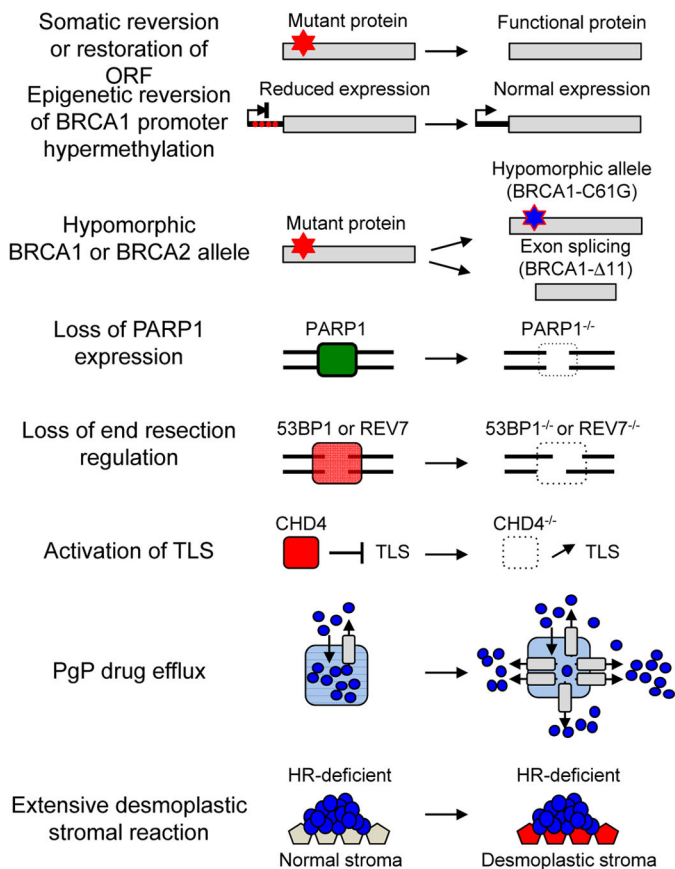 Somatic reversion
or restoration of
ORF
Mutant protein
Functional protein
Epigenetic reversion
of BRCA1 promoter
hypermethylation
Reduced expression
Normal expression
Hypomorphic
BRCA1 or BRCA2 allele
Mutant protein
Hypomorphic allele
(BRCA1-C61G)
Exon splicing
(BRCA1-Δ11)
Loss of PARP1
expression
PARP1
PARP1-/-
Loss of end resection
regulation
53BP1 or REV7
53BP1-/- or REV7-/-
Activation of TLS
CHD4
TLS
CHD4-/-
TLS
PgP drug efflux
Extensive desmoplastic
stromal reaction
HR-deficient
Normal stroma
HR-deficient
Desmoplastic stroma